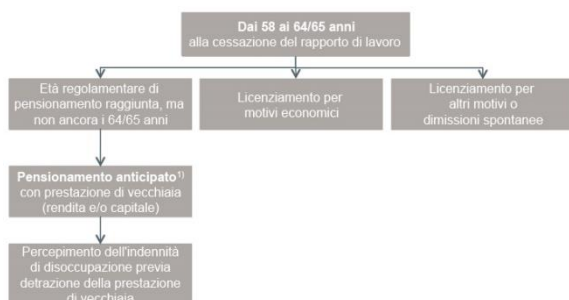 Dai 58 ai 64/65 anni
alla cessazione del rapporto di lavoro
Età regolamentare di
pensionamento raggiunta, ma
non ancora i 64/65 anni
Licenziamento per
motivi economici
Licenziamento per
altri motivi o
dimissioni spontanee
Pensionamento anticipato¹⁾
con prestazione di vecchiaia
(rendita e/o capitale)
Percepimento dell'indennità
di disoccupazione previa
detrazione della prestazione
di vecchiaia